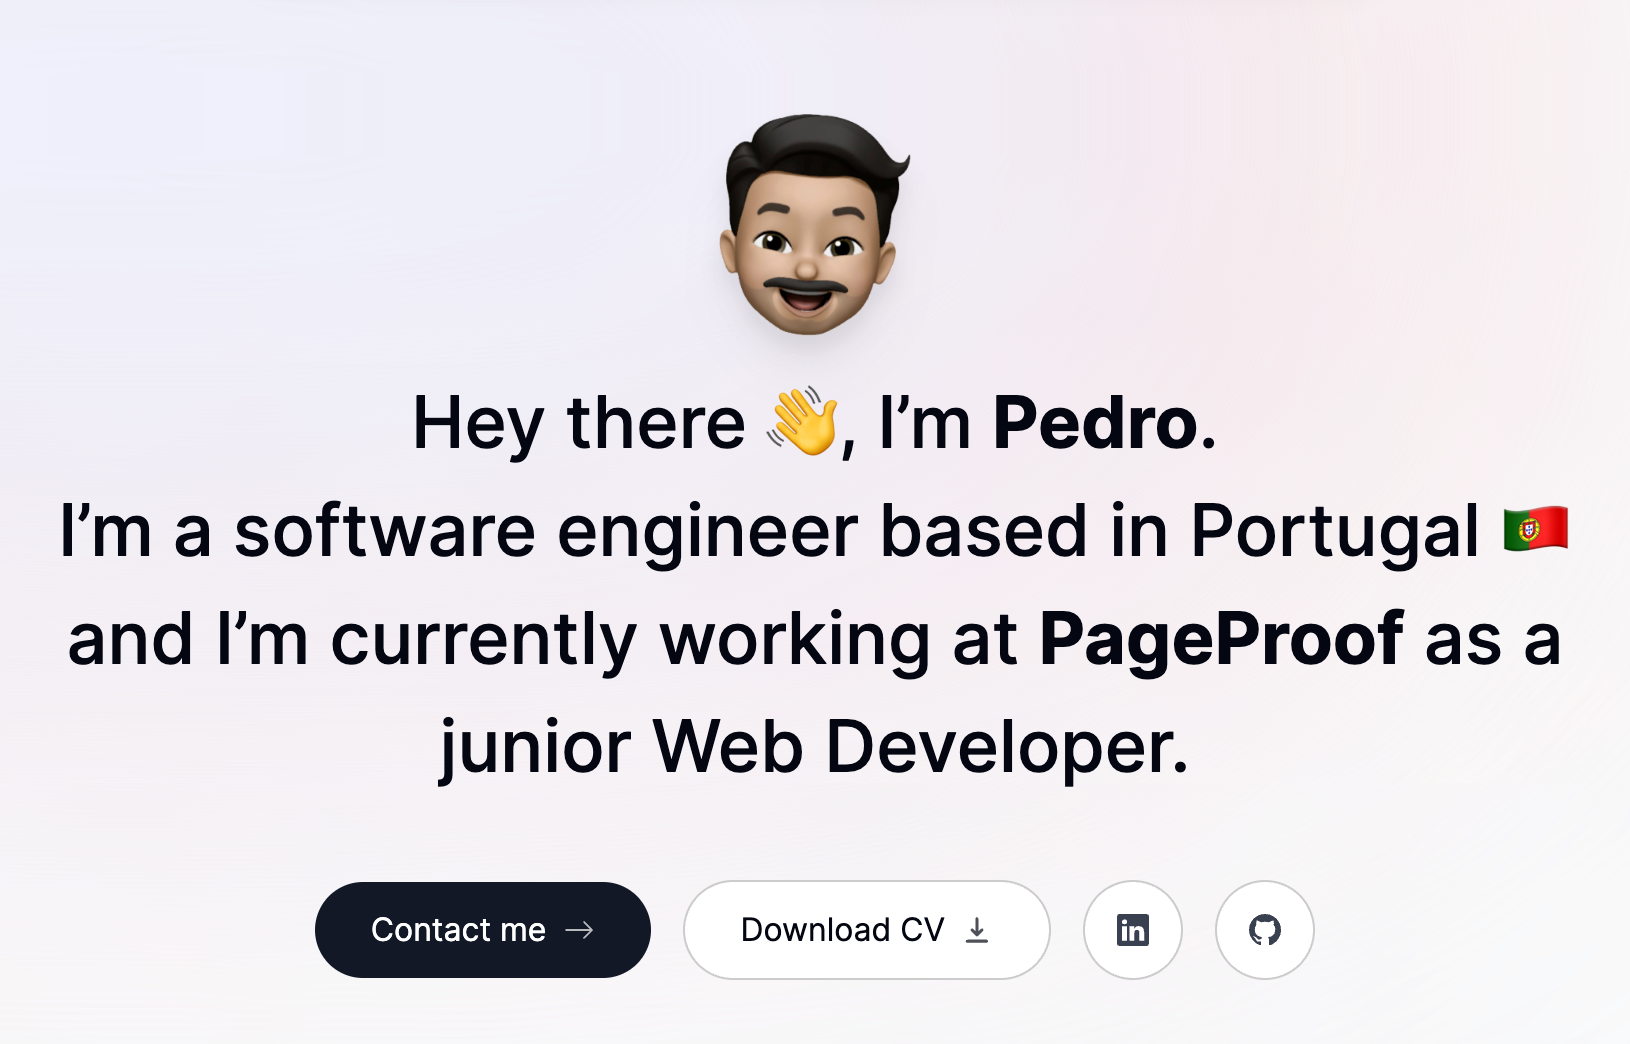 Hey there 👋, I’m Pedro.
I’m a software engineer based in Portugal 🇵🇹
and I’m currently working at PageProof as a
junior Web Developer.
Contact me →
Download CV
in